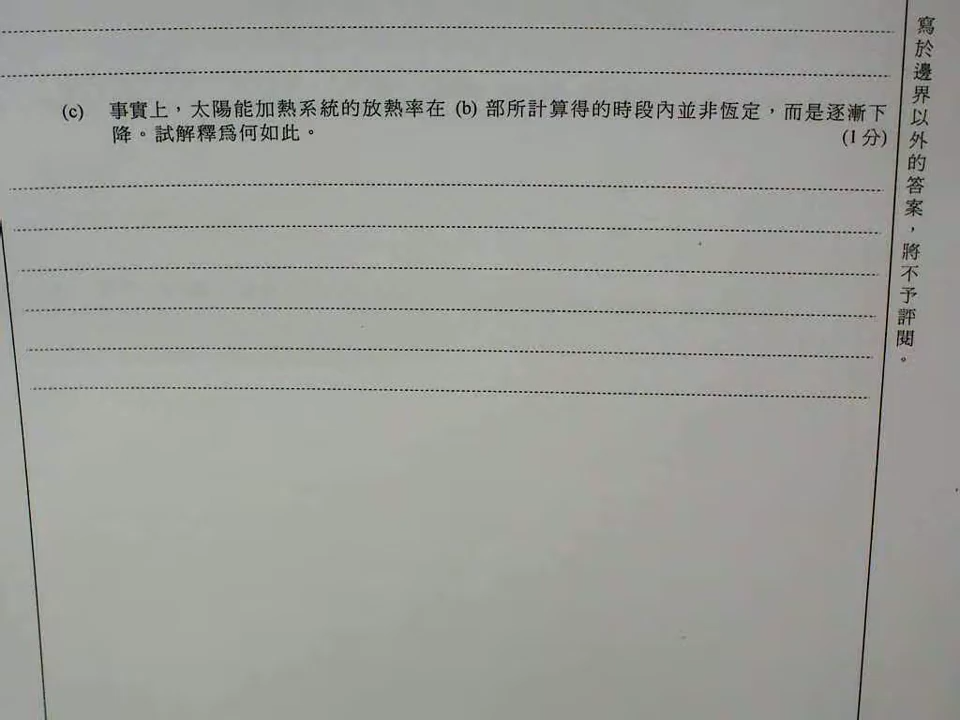 (c) 事實上，太陽能加熱系統的放熱率在 (b) 部所計算得的時段內並非恆定，而是逐漸下
降。試解釋爲何如此。 (1 分)
寫於邊界以外的答案，將不予評閱。